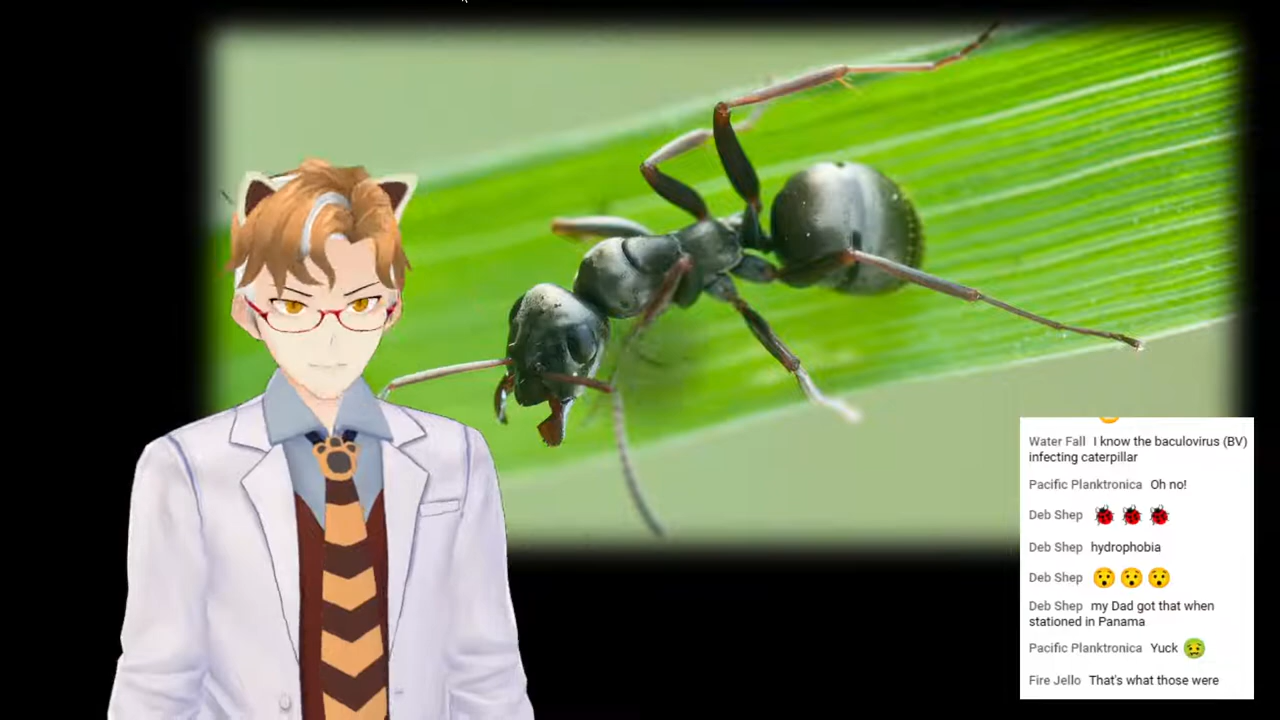 Water Fall I know the baculovirus (BV)
infecting caterpillar
Pacific Planktronica Oh no!
Deb Shep
Deb Shep hydrophobia
Deb Shep
Deb Shep my Dad got that when
stationed in Panama
Pacific Planktronica Yuck
Fire Jello That's what those were